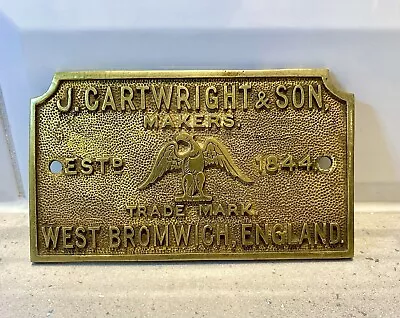 J. CARTWRIGHT & SON
MAKERS.
ESTD 1844.
TRADE MARK.
WEST BROMWICH, ENGLAND.